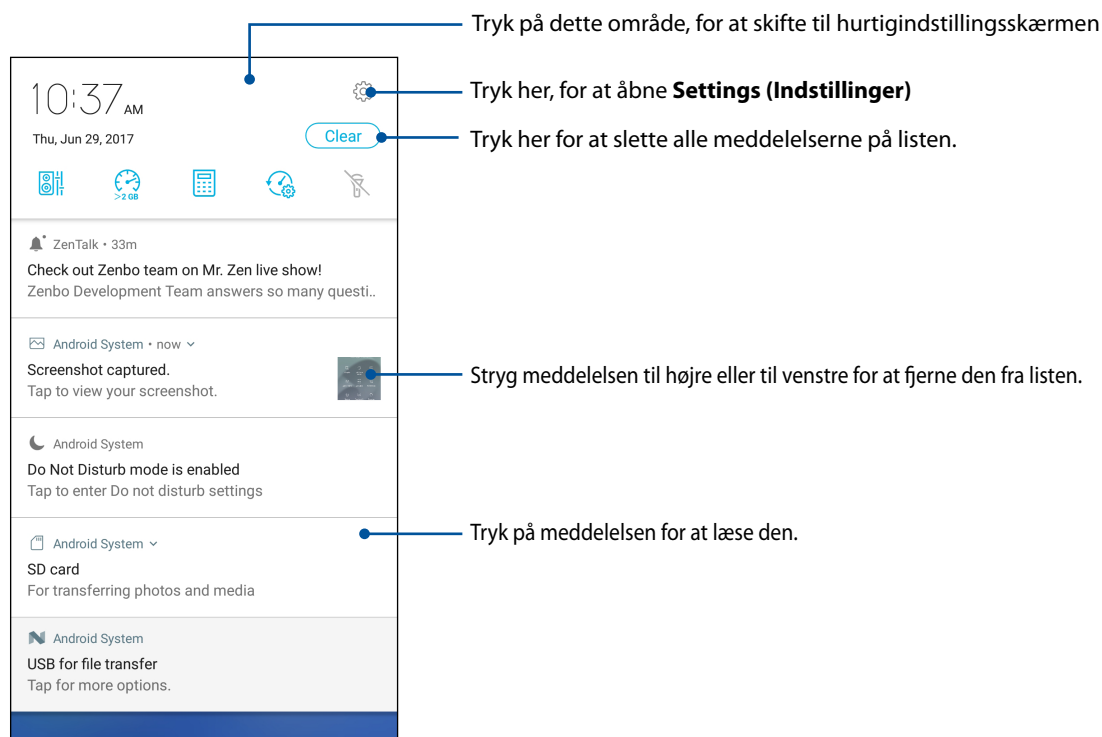 Tryk på dette område, for at skifte til hurtigindstillingsskærmen
10:37 AM
Tryk her, for at åbne Settings (Indstillinger)
Thu, Jun 29, 2017
Clear
Tryk her for at slette alle meddelelserne på listen.
>2 GB
ZenTalk • 33m
Check out Zenbo team on Mr. Zen live show!
Zenbo Development Team answers so many questi..
Android System • now
Screenshot captured.
Tap to view your screenshot.
Stryg meddelelsen til højre eller til venstre for at fjerne den fra listen.
Android System
Do Not Disturb mode is enabled
Tap to enter Do not disturb settings
Tryk på meddelelsen for at læse den.
Android System
SD card
For transferring photos and media
Android System
USB for file transfer
Tap for more options.